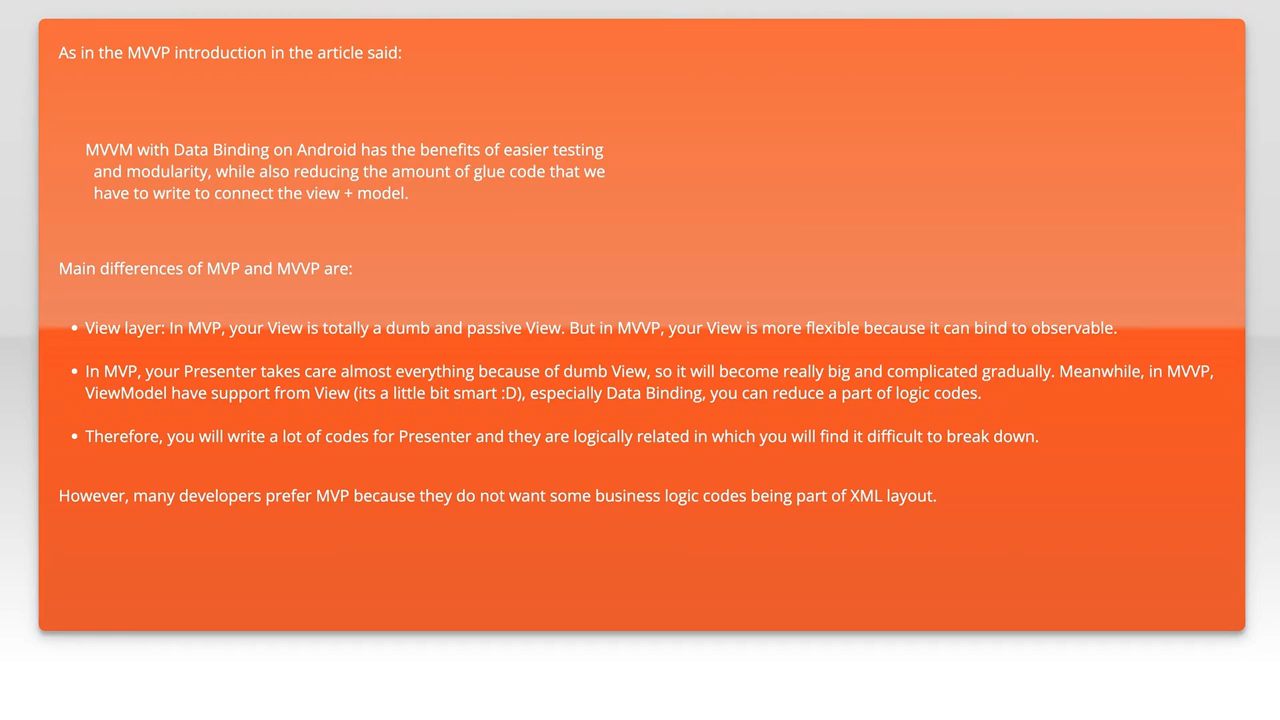 As in the MVVP introduction in the article said:
MVVM with Data Binding on Android has the benefits of easier testing
and modularity, while also reducing the amount of glue code that we
have to write to connect the view + model.
Main differences of MVP and MVVP are:
• View layer: In MVP, your View is totally a dumb and passive View. But in MVVP, your View is more flexible because it can bind to observable.
• In MVP, your Presenter takes care almost everything because of dumb View, so it will become really big and complicated gradually. Meanwhile, in MVVP,
ViewModel have support from View (its a little bit smart :D), especially Data Binding, you can reduce a part of logic codes.
• Therefore, you will write a lot of codes for Presenter and they are logically related in which you will find it difficult to break down.
However, many developers prefer MVP because they do not want some business logic codes being part of XML layout.